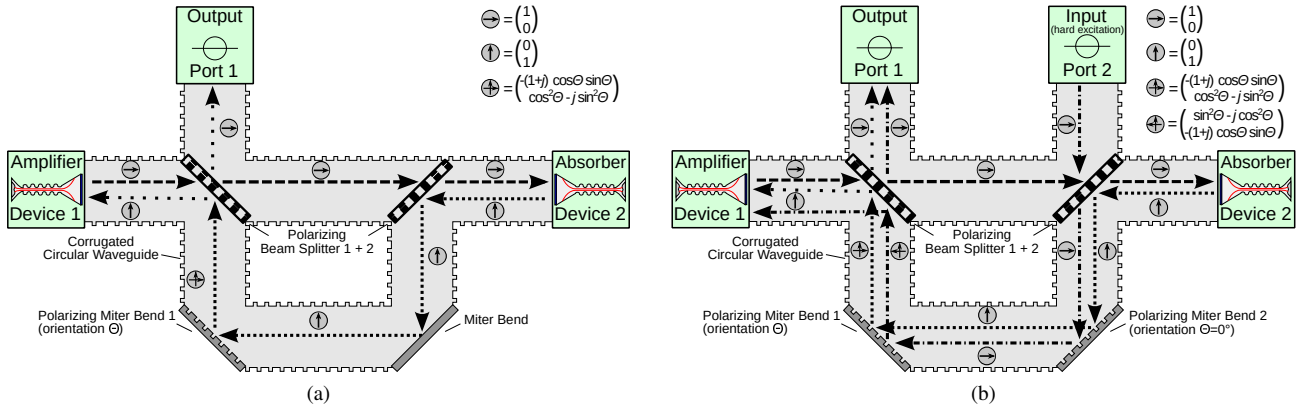 Output
Port 1
= (1 0)
= (0 1)
= (-(1+j) cosΘ sinΘ cos²Θ - j sin²Θ)
Amplifier
Device 1
Absorber
Device 2
Corrugated
Circular Waveguide
Polarizing
Beam Splitter 1 + 2
Polarizing Miter Bend 1
(orientation Θ)
Miter Bend
(a)
Output
Port 1
Input
(hard excitation)
Port 2
= (1 0)
= (0 1)
= (-(1+j) cosΘ sinΘ cos²Θ - j sin²Θ)
= (sin²Θ - j cos²Θ -(1+j) cosΘ sinΘ)
Amplifier
Device 1
Absorber
Device 2
Corrugated
Circular Waveguide
Polarizing
Beam Splitter 1 + 2
Polarizing Miter Bend 1
(orientation Θ)
Polarizing Miter Bend 2
(orientation Θ=0°)
(b)